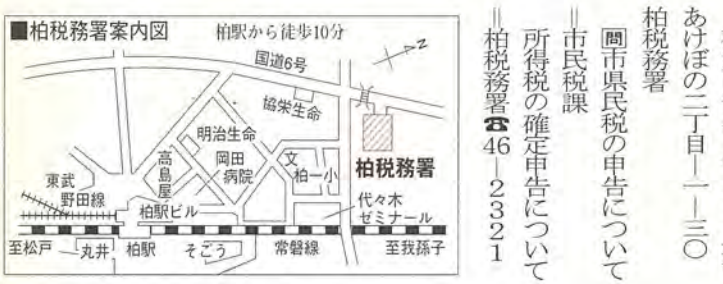 あけぼの二丁目―一―三〇
柏税務署
問市県民税の申告について
＝市民税課
所得税の確定申告について
＝柏税務署☎46―2321
■柏税務署案内図
柏駅から徒歩10分
国道6号
Z
協栄生命
明治生命
高島屋
岡田病院
文
柏一小
柏税務署
東武野田線
柏駅ビル
代々木ゼミナール
至松戸
丸井
柏駅
そごう
常磐線
至我孫子